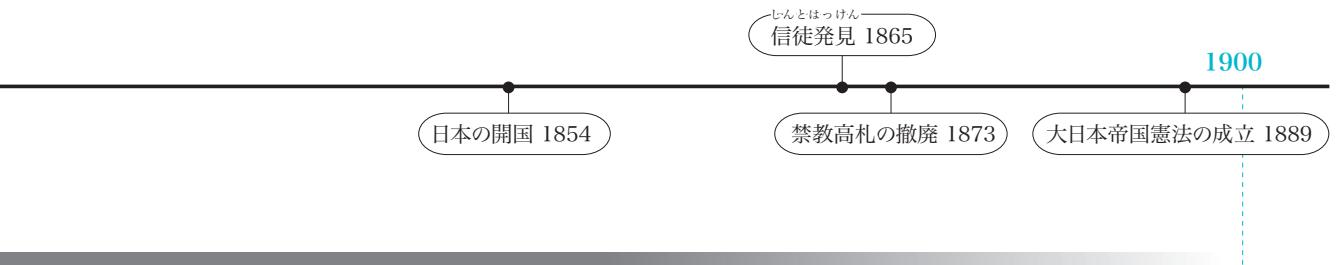 しんとはっけん
信徒発見 1865
1900
日本の開国 1854
禁教高札の撤廃 1873
大日本帝国憲法の成立 1889